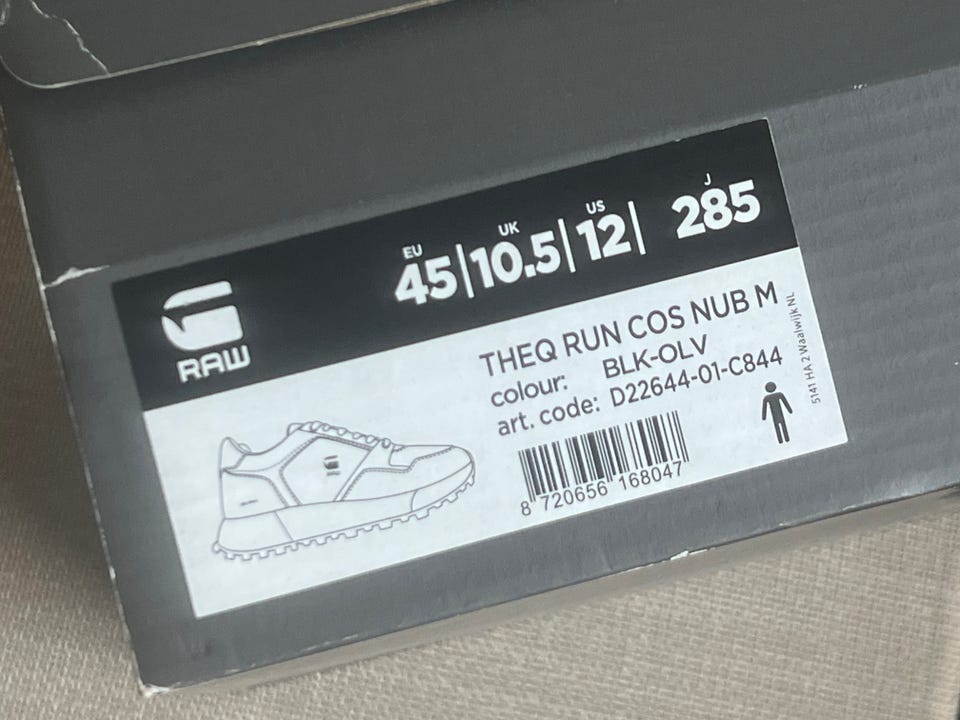 EU UK US J
45|10.5|12| 285
RAW
THEQ RUN COS NUB M
colour: BLK-OLV
art. code: D22644-01-C844
8 720656 168047
5141 HA 2 Waalwijk NL